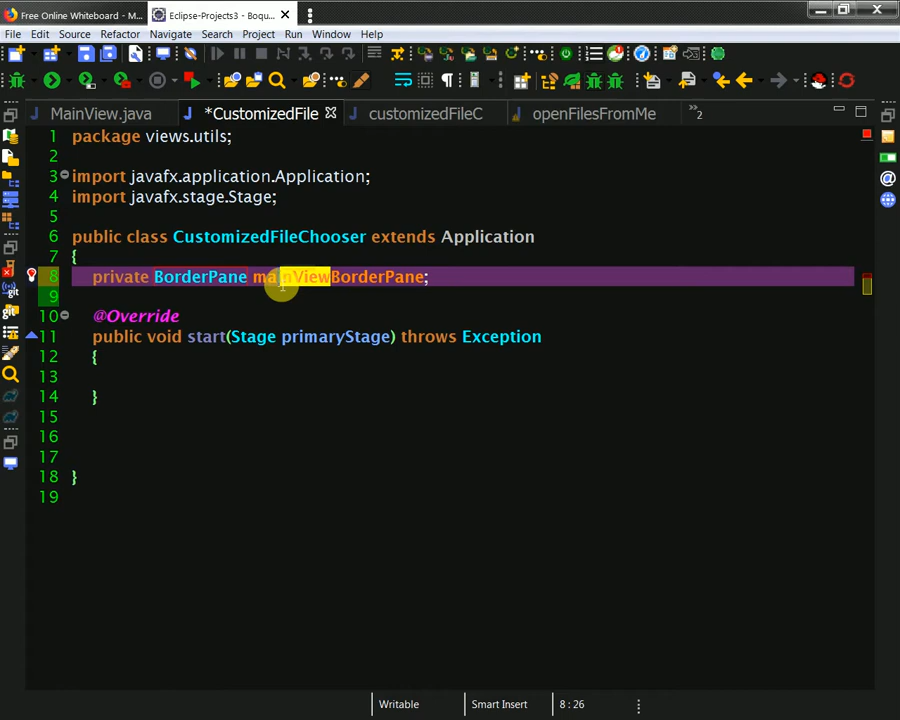 Free Online Whiteboard - M... Eclipse-Projects3 - Boqu...
File Edit Source Refactor Navigate Search Project Run Window Help
MainView.java *CustomizedFile customizedFileC openFilesFromMe »2
1 package views.utils;
2
3 import javafx.application.Application;
4 import javafx.stage.Stage;
5
6 public class CustomizedFileChooser extends Application
7 {
8 private BorderPane mainViewBorderPane;
9
10 @Override
11 public void start(Stage primaryStage) throws Exception
12 {
13
14 }
15
16
17
18 }
19
Writable Smart Insert 8 : 26